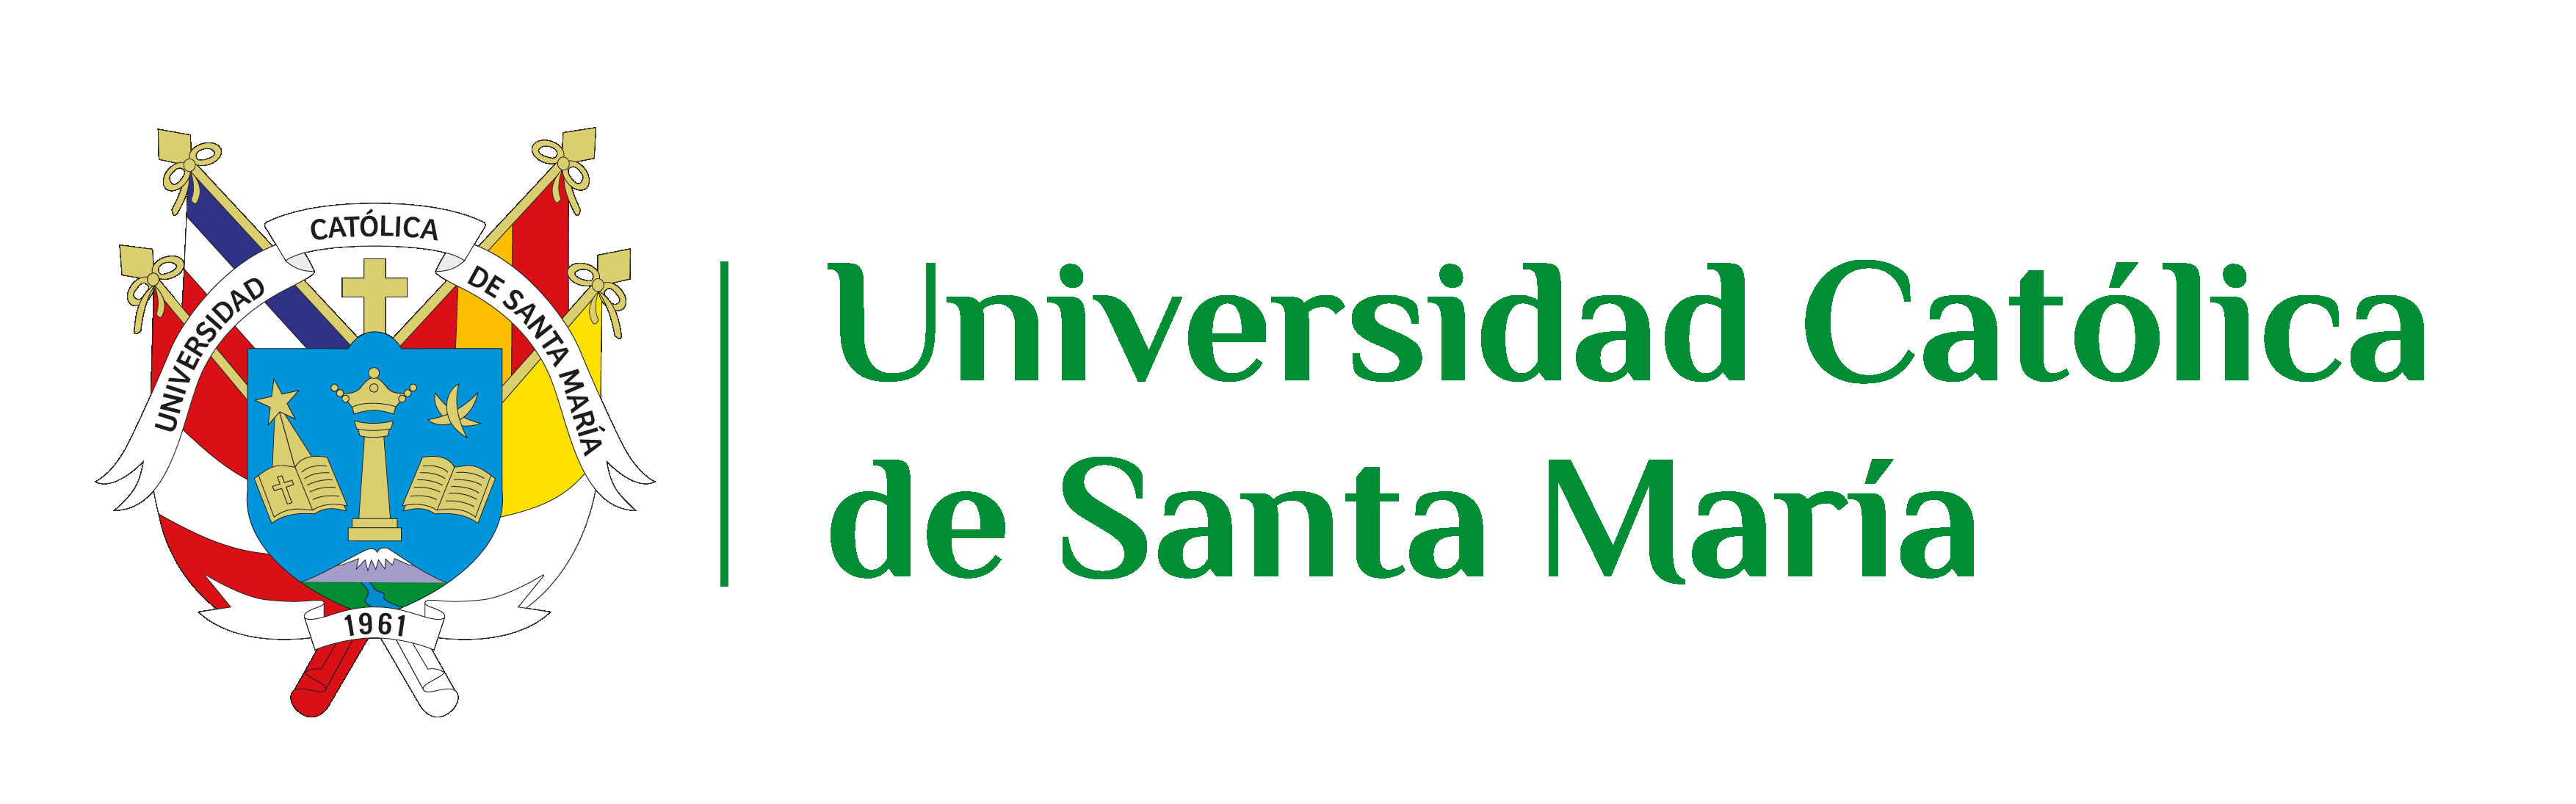 UNIVERSIDAD
CATÓLICA
DE SANTA MARÍA
1961
Universidad Católica
de Santa María